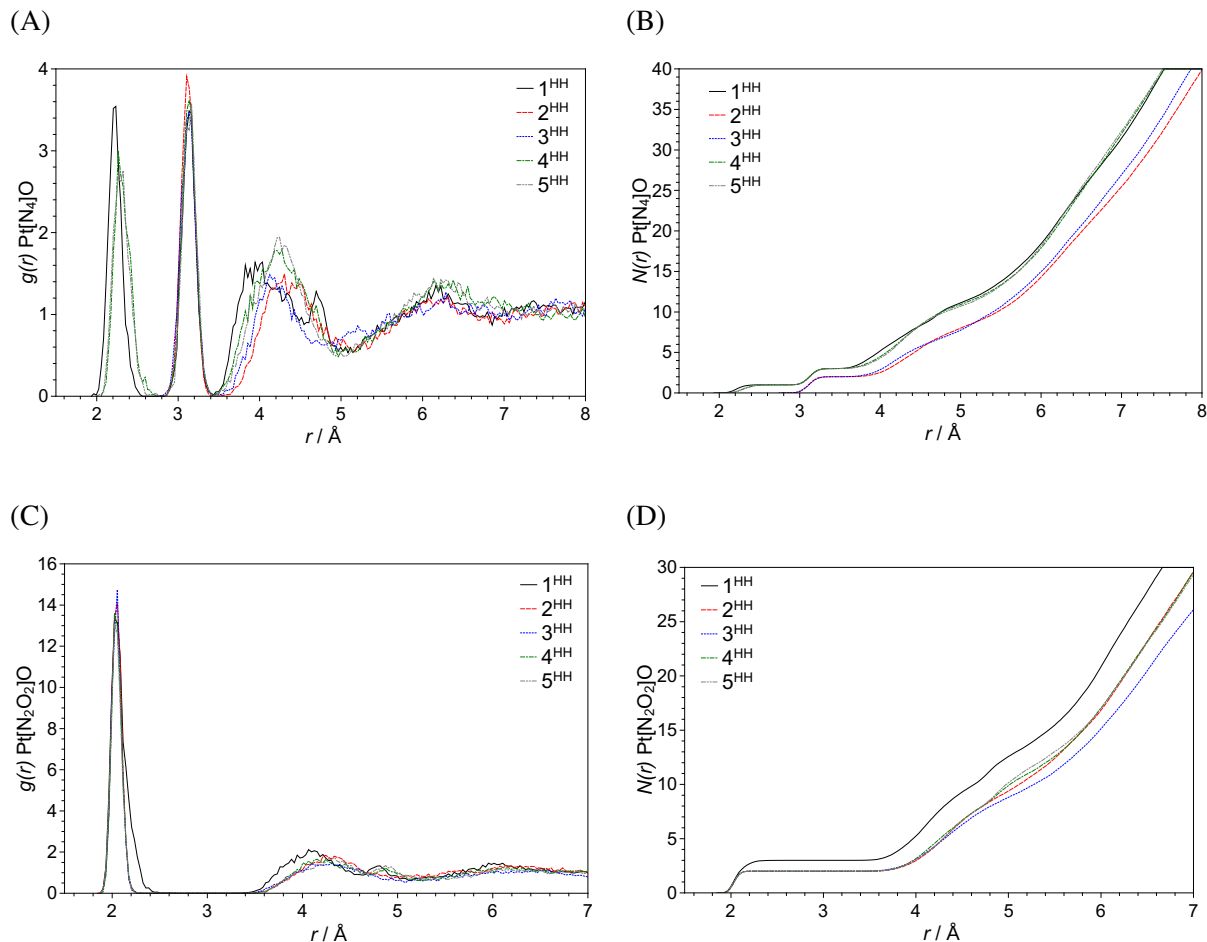 (A)
g(r) Pt[N₄]O
4
3
2
1
0
2 3 4 5 6 7 8
r / Å
1ᴴᴴ
2ᴴᴴ
3ᴴᴴ
4ᴴᴴ
5ᴴᴴ
(B)
N(r) Pt[N₄]O
40
35
30
25
20
15
10
5
0
2 3 4 5 6 7 8
r / Å
1ᴴᴴ
2ᴴᴴ
3ᴴᴴ
4ᴴᴴ
5ᴴᴴ
(C)
g(r) Pt[N₂O₂]O
16
14
12
10
8
6
4
2
0
2 3 4 5 6 7
r / Å
1ᴴᴴ
2ᴴᴴ
3ᴴᴴ
4ᴴᴴ
5ᴴᴴ
(D)
N(r) Pt[N₂O₂]O
30
25
20
15
10
5
0
2 3 4 5 6 7
r / Å
1ᴴᴴ
2ᴴᴴ
3ᴴᴴ
4ᴴᴴ
5ᴴᴴ